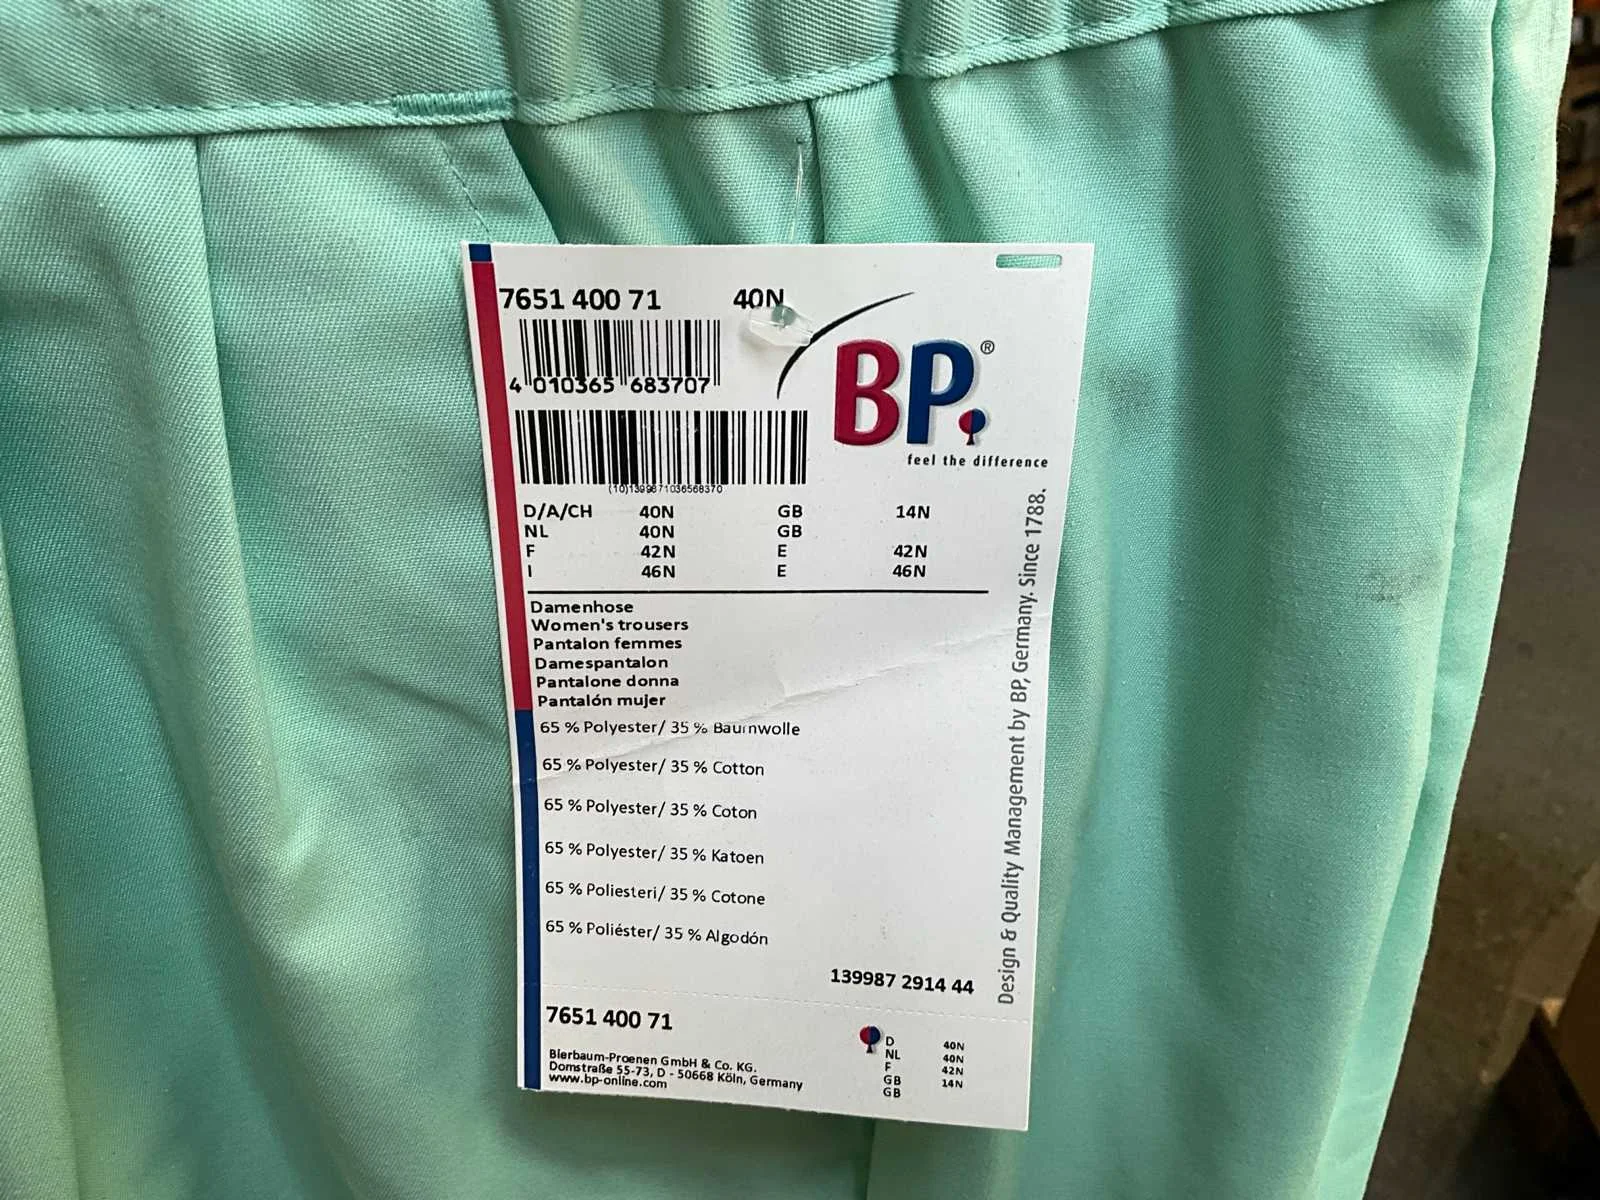 7651 400 71 40N
4 010365 683707
BP.®
feel the difference
(10)1399871036568370
D/A/CH 40N GB 14N
NL 40N GB
F 42N E 42N
I 46N E 46N
Damenhose
Women's trousers
Pantalon femmes
Damespantalon
Pantalone donna
Pantalón mujer
65 % Polyester/ 35 % Baumwolle
65 % Polyester/ 35 % Cotton
65 % Polyester/ 35 % Coton
65 % Polyester/ 35 % Katoen
65 % Poliesteri/ 35 % Cotone
65 % Poliéster/ 35 % Algodón
Design & Quality Management by BP, Germany. Since 1788.
139987 2914 44
7651 400 71
Bierbaum-Proenen GmbH & Co. KG.
Domstraße 55-73, D - 50668 Köln, Germany
www.bp-online.com
D 40N
NL 40N
F 42N
GB 14N
GB